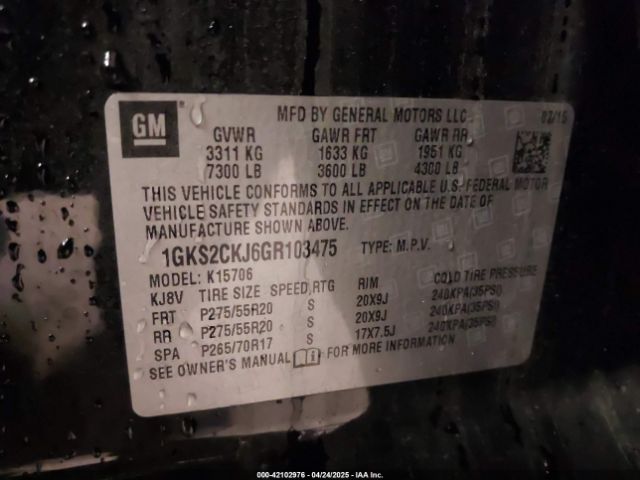 GM
MFD BY GENERAL MOTORS LLC 07/15
GVWR GAWR FRT GAWR RR
3311 KG 1633 KG 1951 KG
7300 LB 3600 LB 4300 LB
THIS VEHICLE CONFORMS TO ALL APPLICABLE U.S. FEDERAL MOTOR
VEHICLE SAFETY STANDARDS IN EFFECT ON THE DATE OF
MANUFACTURE SHOWN ABOVE.
1GKS2CKJ6GR103475 TYPE: M.P.V.
MODEL: K15706
KJ8V TIRE SIZE SPEED RTG RIM COLD TIRE PRESSURE
FRT P275/55R20 S 20X9J 240KPA(35PSI)
RR P275/55R20 S 20X9J 240KPA(35PSI)
SPA P265/70R17 S 17X7.5J 240KPA(35PSI)
SEE OWNER'S MANUAL FOR MORE INFORMATION
000-42102976 - 04/24/2025 - IAA Inc.